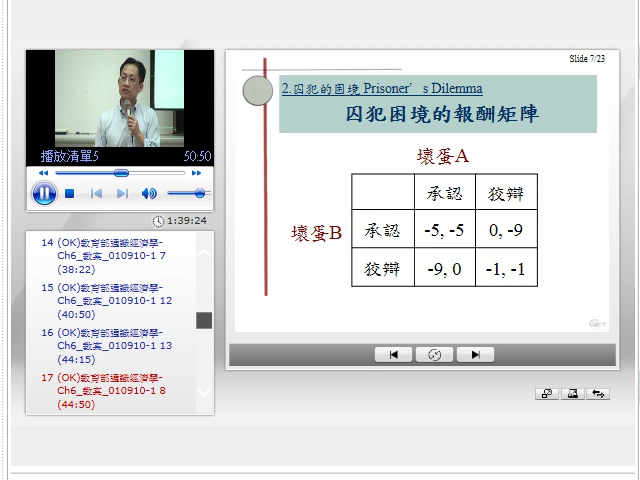 Slide 7/23
2.囚犯的困境 Prisoner’s Dilemma
囚犯困境的報酬矩陣
壞蛋A
承認 狡辯
壞蛋B
承認 -5, -5 0, -9
狡辯 -9, 0 -1, -1
播放清單5 50:50
1:39:24
14 (OK)教育部通識經濟學-
Ch6_教案_010910-1 7
(38:22)
15 (OK)教育部通識經濟學-
Ch6_教案_010910-1 12
(40:50)
16 (OK)教育部通識經濟學-
Ch6_教案_010910-1 13
(44:15)
17 (OK)教育部通識經濟學-
Ch6_教案_010910-1 8
(44:50)